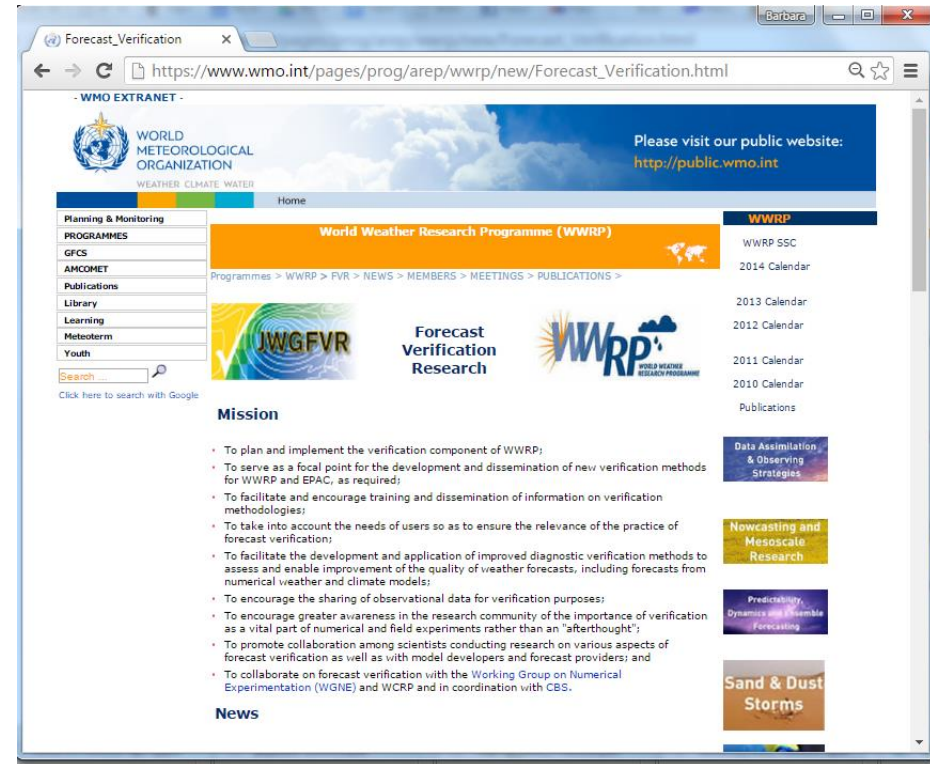 Barbara
Forecast_Verification
https://www.wmo.int/pages/prog/arep/wwrp/new/Forecast_Verification.html
- WMO EXTRANET -
WORLD
METEOROLOGICAL
ORGANIZATION
WEATHER CLIMATE WATER
Please visit our public website:
http://public.wmo.int
Home
Planning & Monitoring
PROGRAMMES
GFCS
AMCOMET
Publications
Library
Learning
Meteoterm
Youth
Search ...
Click here to search with Google
World Weather Research Programme (WWRP)
Programmes > WWRP > FVR > NEWS > MEMBERS > MEETINGS > PUBLICATIONS >
JWGFVR
Forecast
Verification
Research
WWRP
WORLD WEATHER
RESEARCH PROGRAMME
Mission
• To plan and implement the verification component of WWRP;
• To serve as a focal point for the development and dissemination of new verification methods
for WWRP and EPAC, as required;
• To facilitate and encourage training and dissemination of information on verification
methodologies;
• To take into account the needs of users so as to ensure the relevance of the practice of
forecast verification;
• To facilitate the development and application of improved diagnostic verification methods to
assess and enable improvement of the quality of weather forecasts, including forecasts from
numerical weather and climate models;
• To encourage the sharing of observational data for verification purposes;
• To encourage greater awareness in the research community of the importance of verification
as a vital part of numerical and field experiments rather than an "afterthought";
• To promote collaboration among scientists conducting research on various aspects of
forecast verification as well as with model developers and forecast providers; and
• To collaborate on forecast verification with the Working Group on Numerical
Experimentation (WGNE) and WCRP and in coordination with CBS.
News
WWRP
WWRP SSC
2014 Calendar
2013 Calendar
2012 Calendar
2011 Calendar
2010 Calendar
Publications
Data Assimilation
& Observing
Strategies
Nowcasting and
Mesoscale
Research
Predictability,
Dynamics and Ensemble
Forecasting
Sand & Dust
Storms